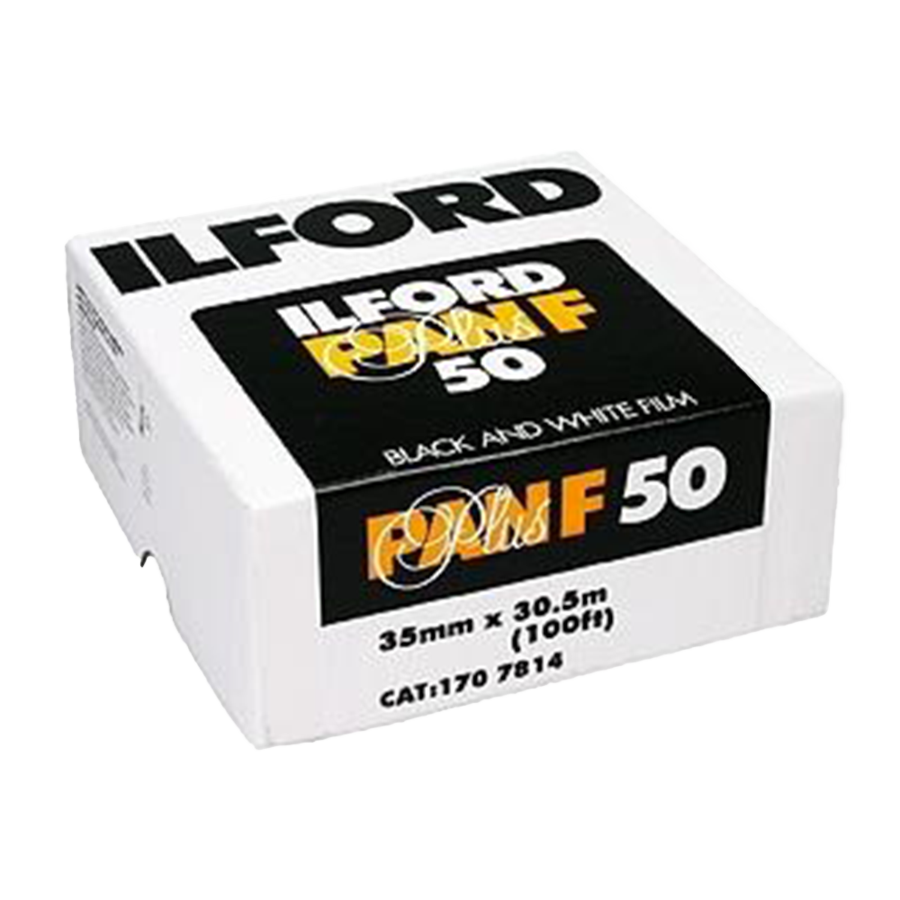 ILFORD
ILFORD
PAN F Plus
50
BLACK AND WHITE FILM
PAN F Plus 50
35mm x 30.5m
(100ft)
CAT:170 7814